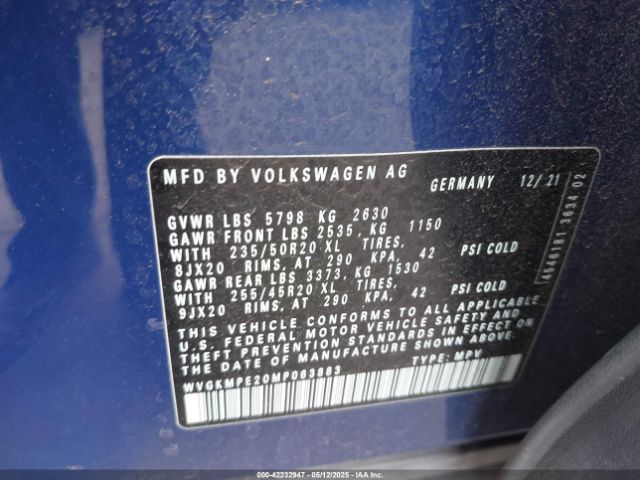 MFD BY VOLKSWAGEN AG GERMANY 12/21
GVWR LBS 5798 KG 2630
GAWR FRONT LBS 2535, KG 1150
WITH 235/50R20 XL TIRES,
8JX20 RIMS, AT 290 KPA, 42 PSI COLD
GAWR REAR LBS 3373, KG 1530
WITH 255/45R20 XL TIRES,
9JX20 RIMS, AT 290 KPA, 42 PSI COLD
THIS VEHICLE CONFORMS TO ALL APPLICABLE
U.S. FEDERAL MOTOR VEHICLE SAFETY AND
THEFT PREVENTION STANDARDS IN EFFECT ON
THE DATE OF MANUFACTURE SHOWN ABOVE.
WVGKMPE20MP063883 TYPE: MPV
3634 02
000-42232947 - 05/12/2025 - IAAI.COM